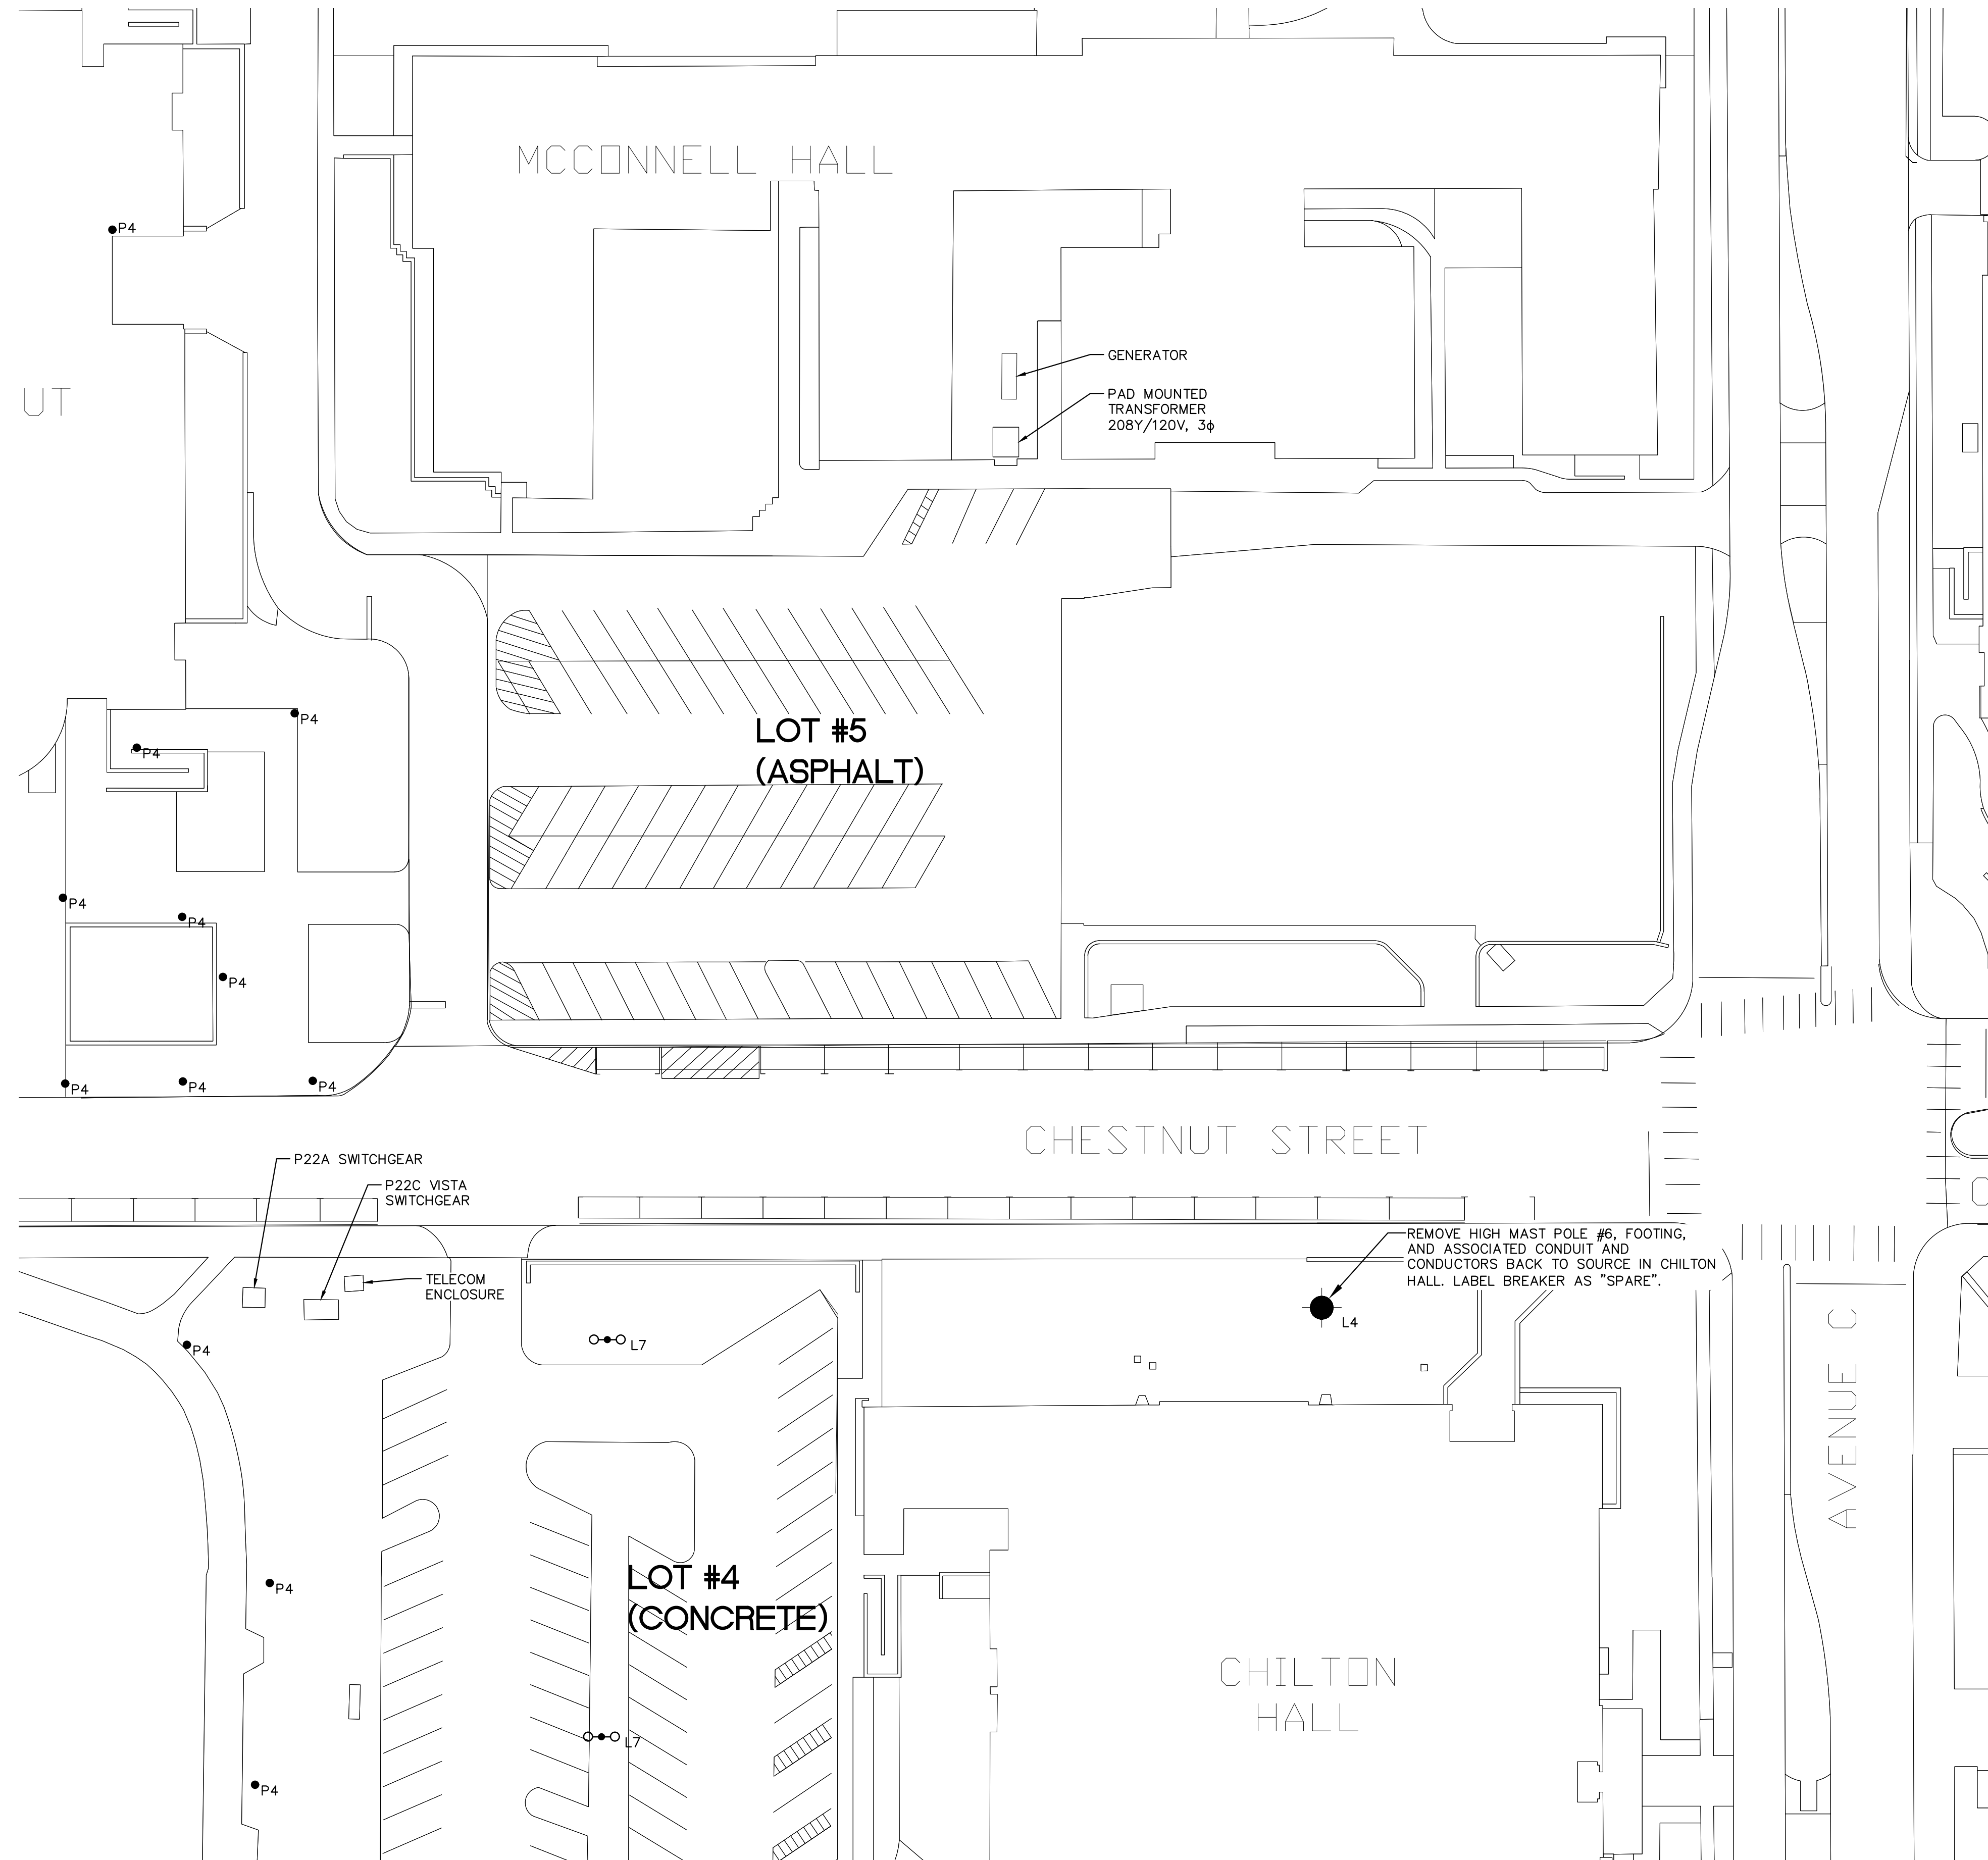 MCCONNELL HALL
P4
UT
GENERATOR
PAD MOUNTED
TRANSFORMER
208Y/120V, 3ϕ
P4
P4
LOT #5
(ASPHALT)
P4
P4
P4
P4
P4
P4
CHESTNUT STREET
P22A SWITCHGEAR
P22C VISTA
SWITCHGEAR
C
REMOVE HIGH MAST POLE #6, FOOTING,
AND ASSOCIATED CONDUIT AND
CONDUCTORS BACK TO SOURCE IN CHILTON
HALL. LABEL BREAKER AS "SPARE".
TELECOM
ENCLOSURE
L4
L7
P4
AVENUE C
LOT #4
(CONCRETE)
P4
CHILTON
HALL
L7
P4